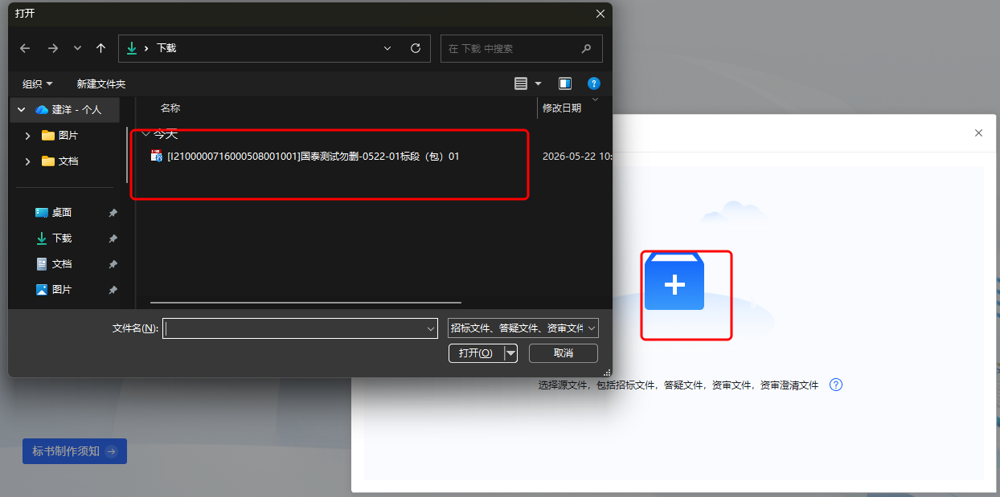 打开
下载
在 下载 中搜索
组织
新建文件夹
建洋 - 个人
图片
文档
桌面
下载
文档
图片
名称
修改日期
今天
[I2100000716000508001001]国泰测试勿删-0522-01标段（包）01
2026-05-22 10:
文件名(N):
招标文件、答疑文件、资审文件
打开(O)
取消
选择源文件，包括招标文件，答疑文件，资审文件，资审澄清文件
标书制作须知